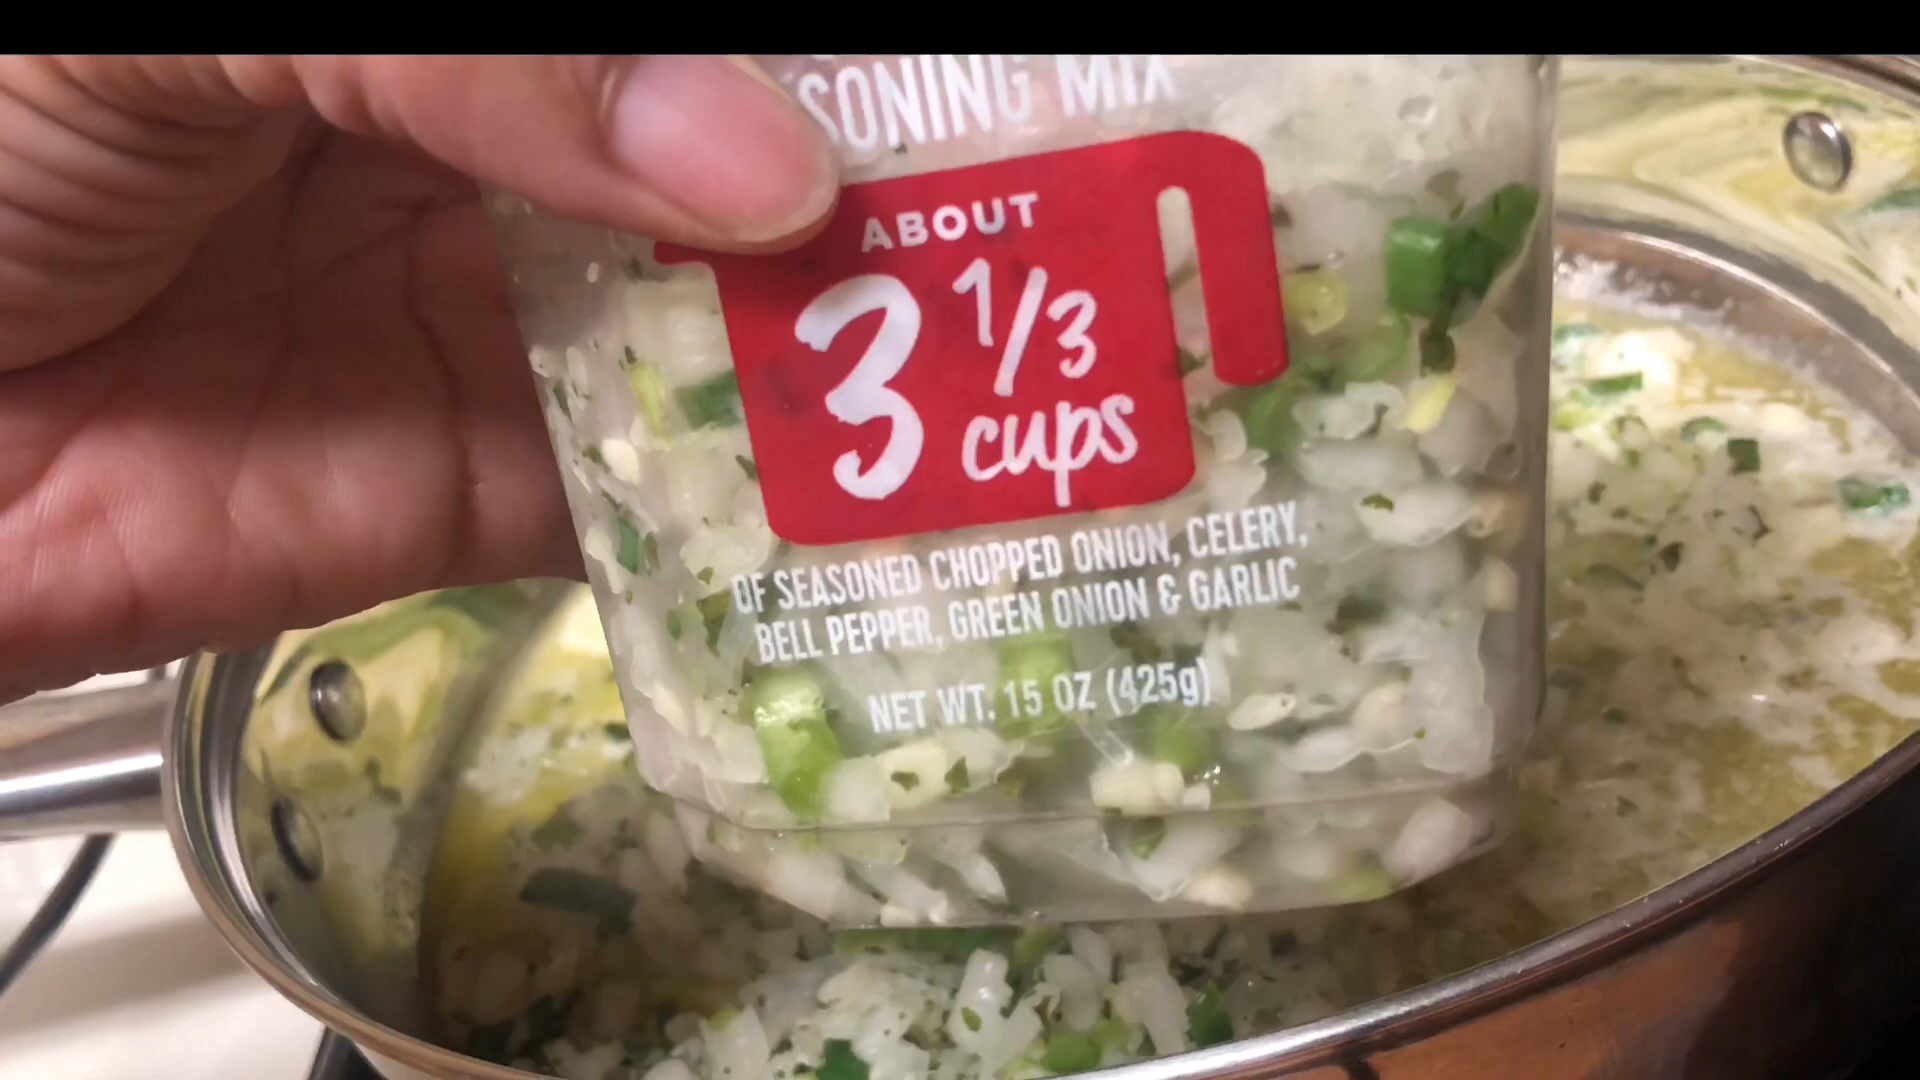 SONING MIX
ABOUT
3 1/3
cups
OF SEASONED CHOPPED ONION, CELERY,
BELL PEPPER, GREEN ONION & GARLIC
NET WT. 15 OZ (425g)